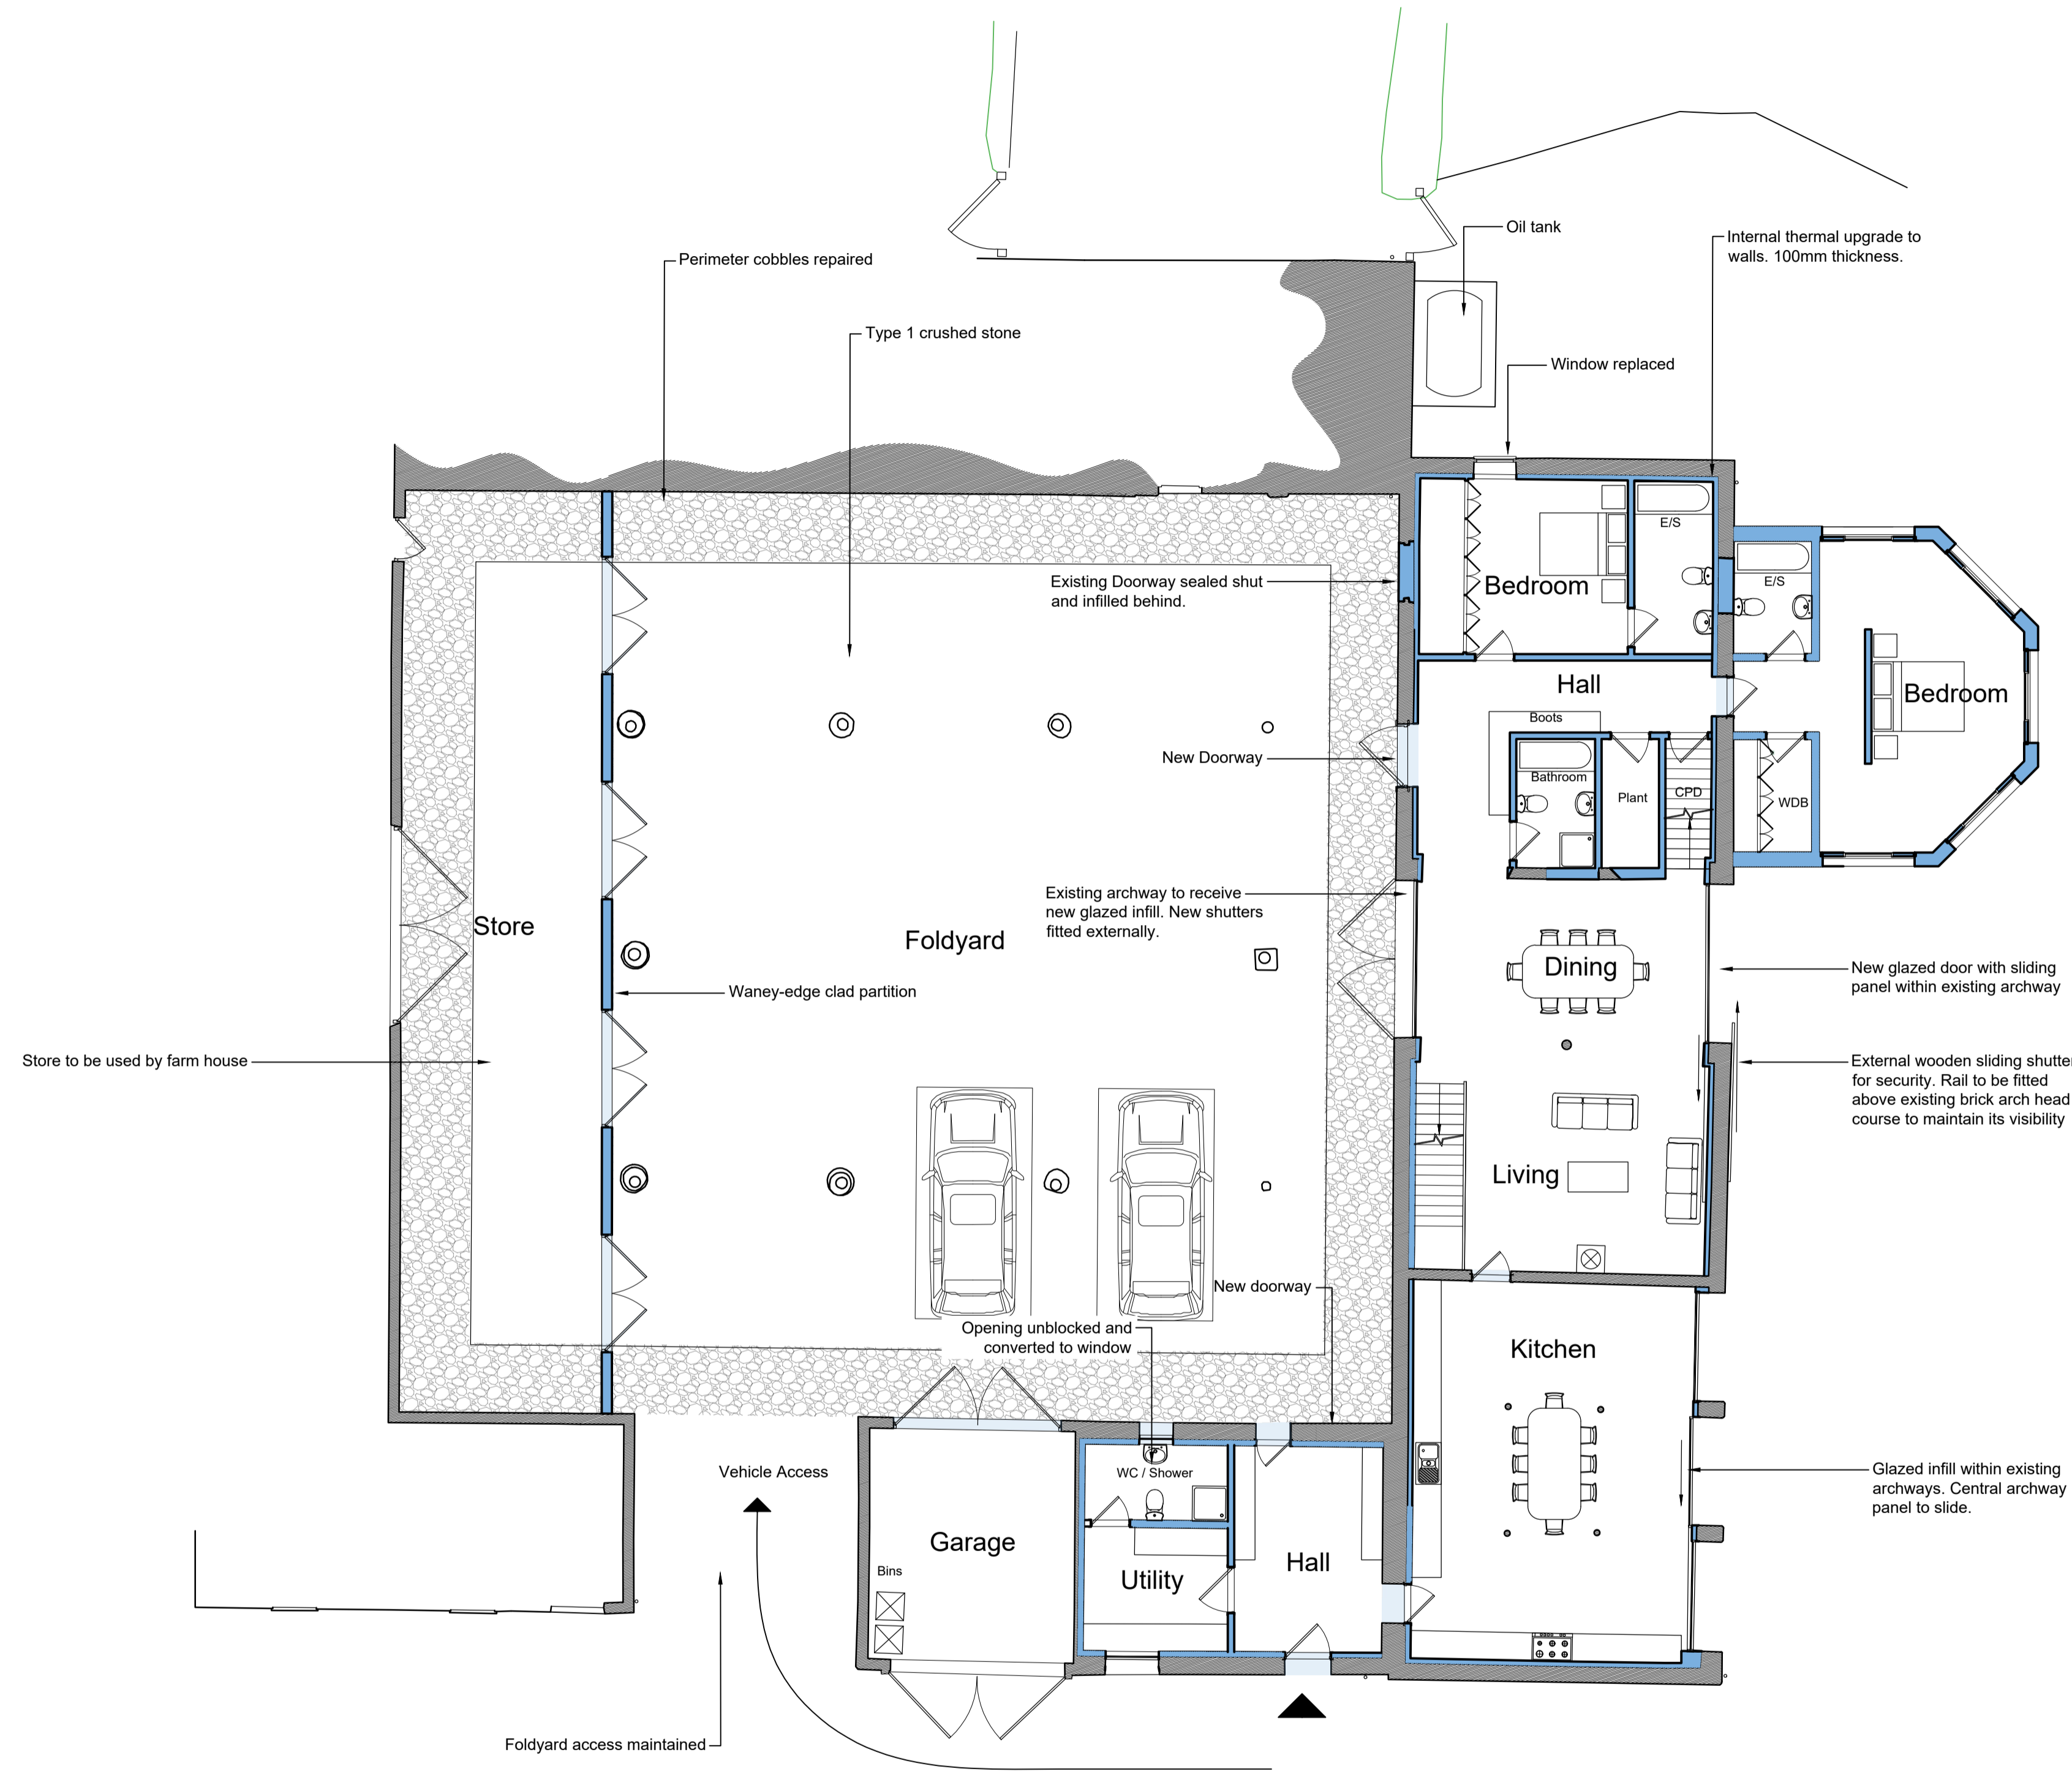 Oil tank
Internal thermal upgrade to
walls. 100mm thickness.
Perimeter cobbles repaired
Type 1 crushed stone
Window replaced
E/S
E/S
Existing Doorway sealed shut
and infilled behind.
Bedroom
Hall
Bedroom
Boots
New Doorway
Bathroom
Plant
CPD
WDB
Existing archway to receive
new glazed infill. New shutters
fitted externally.
Store
Foldyard
Dining
New glazed door with sliding
panel within existing archway
Waney-edge clad partition
Store to be used by farm house
External wooden sliding shutter
for security. Rail to be fitted
above existing brick arch head
course to maintain its visibility
Living
New doorway
Opening unblocked and
converted to window
Kitchen
Vehicle Access
WC / Shower
Glazed infill within existing
archways. Central archway
panel to slide.
Garage
Bins
Utility
Hall
Foldyard access maintained